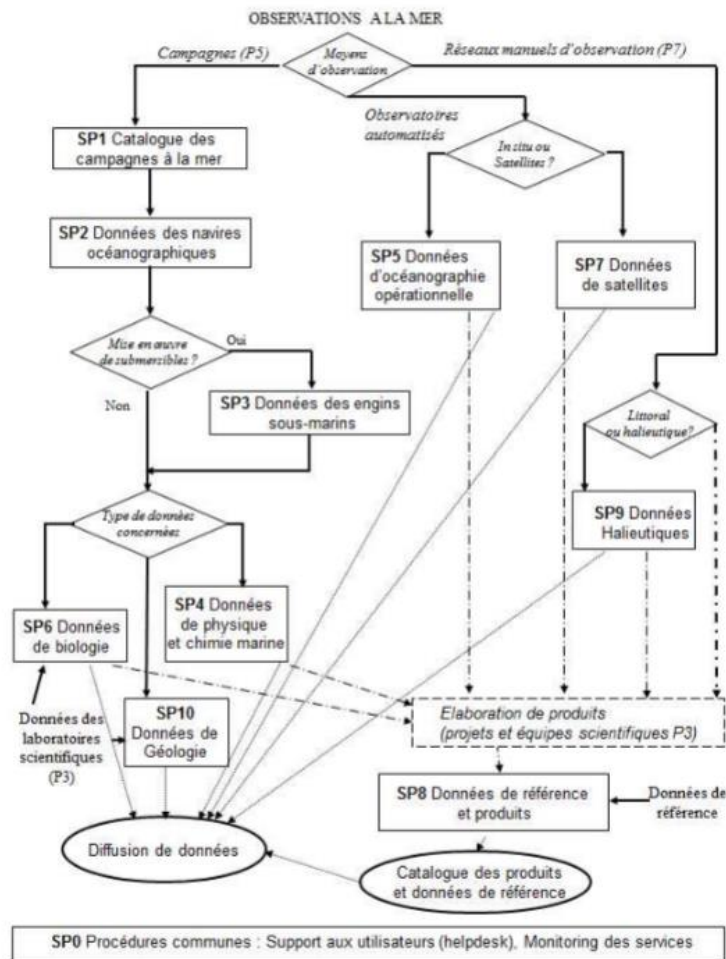 OBSERVATIONS A LA MER
Campagnes (P5)
Moyens
d'observation
Réseaux manuels d'observation (P7)
Observatoires
automatisés
In situ ou
Satellites ?
SP1 Catalogue des
campagnes à la mer
SP2 Données des navires
océanographiques
SP5 Données
d'océanographie
opérationnelle
SP7 Données
de satellites
Mise en œuvre
de submersibles ?
Oui
Non
SP3 Données des engins
sous-marins
Littoral
ou halieutique?
SP9 Données
Halieutiques
Type de données
concernées
SP6 Données
de biologie
SP4 Données
de physique
et chimie marine
Données des
laboratoires
scientifiques
(P3)
SP10
Données de
Géologie
Elaboration de produits
(projets et équipes scientifiques P3)
SP8 Données de référence
et produits
Données de
référence
Diffusion de données
Catalogue des produits
et données de référence
SP0 Procédures communes : Support aux utilisateurs (helpdesk), Monitoring des services